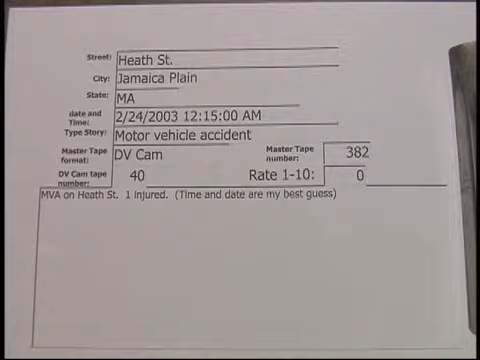 Street: Heath St.
City: Jamaica Plain
State: MA
date and Time: 2/24/2003 12:15:00 AM
Type Story: Motor vehicle accident
Master Tape format: DV Cam Master Tape number: 382
DV Cam tape number: 40 Rate 1-10: 0
MVA on Heath St. 1 injured. (Time and date are my best guess)